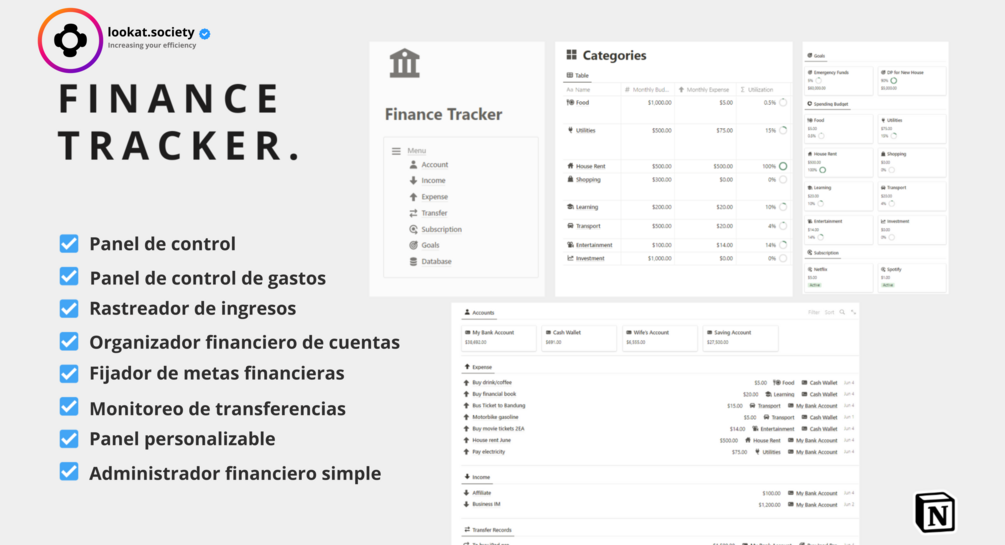 lookat.society
Increasing your efficiency
FINANCE
TRACKER.
Panel de control
Panel de control de gastos
Rastreador de ingresos
Organizador financiero de cuentas
Fijador de metas financieras
Monitoreo de transferencias
Panel personalizable
Administrador financiero simple
Finance Tracker
Menu
Account
Income
Expense
Transfer
Subscription
Goals
Database
Categories
Table
Aa Name # Monthly Bud... Monthly Expense Σ Utilization
Food $1,000.00 $5.00 0.5%
Utilities $500.00 $75.00 15%
House Rent $500.00 $500.00 100%
Shopping $300.00 $0.00 0%
Learning $200.00 $20.00 10%
Transport $500.00 $20.00 4%
Entertainment $100.00 $14.00 14%
Investment $1,000.00 $0.00 0%
Goals
Emergency Funds DP for New House
Spending Budget
Food Utilities
House Rent Shopping
100%
Learning Transport
Entertainment Investment
Subscription
Netflix Spotify
Active
Accounts
Filter Sort
My Bank Account Cash Wallet Wife's Account Saving Account
Expense
Buy drink/coffee $5.00 Food Cash Wallet
Buy financial book $20.00 Learning Cash Wallet
Bus Ticket to Bandung $15.00 Transport My Bank Account
Motorbike gasoline $5.00 Transport Cash Wallet
Buy movie tickets 2EA $14.00 Entertainment Cash Wallet
House rent June $500.00 House Rent My Bank Account
Pay electricity $75.00 Utilities My Bank Account
Income
Affiliate $100.00 My Bank Account
Business IM $1,200.00 My Bank Account
Transfer Records
N